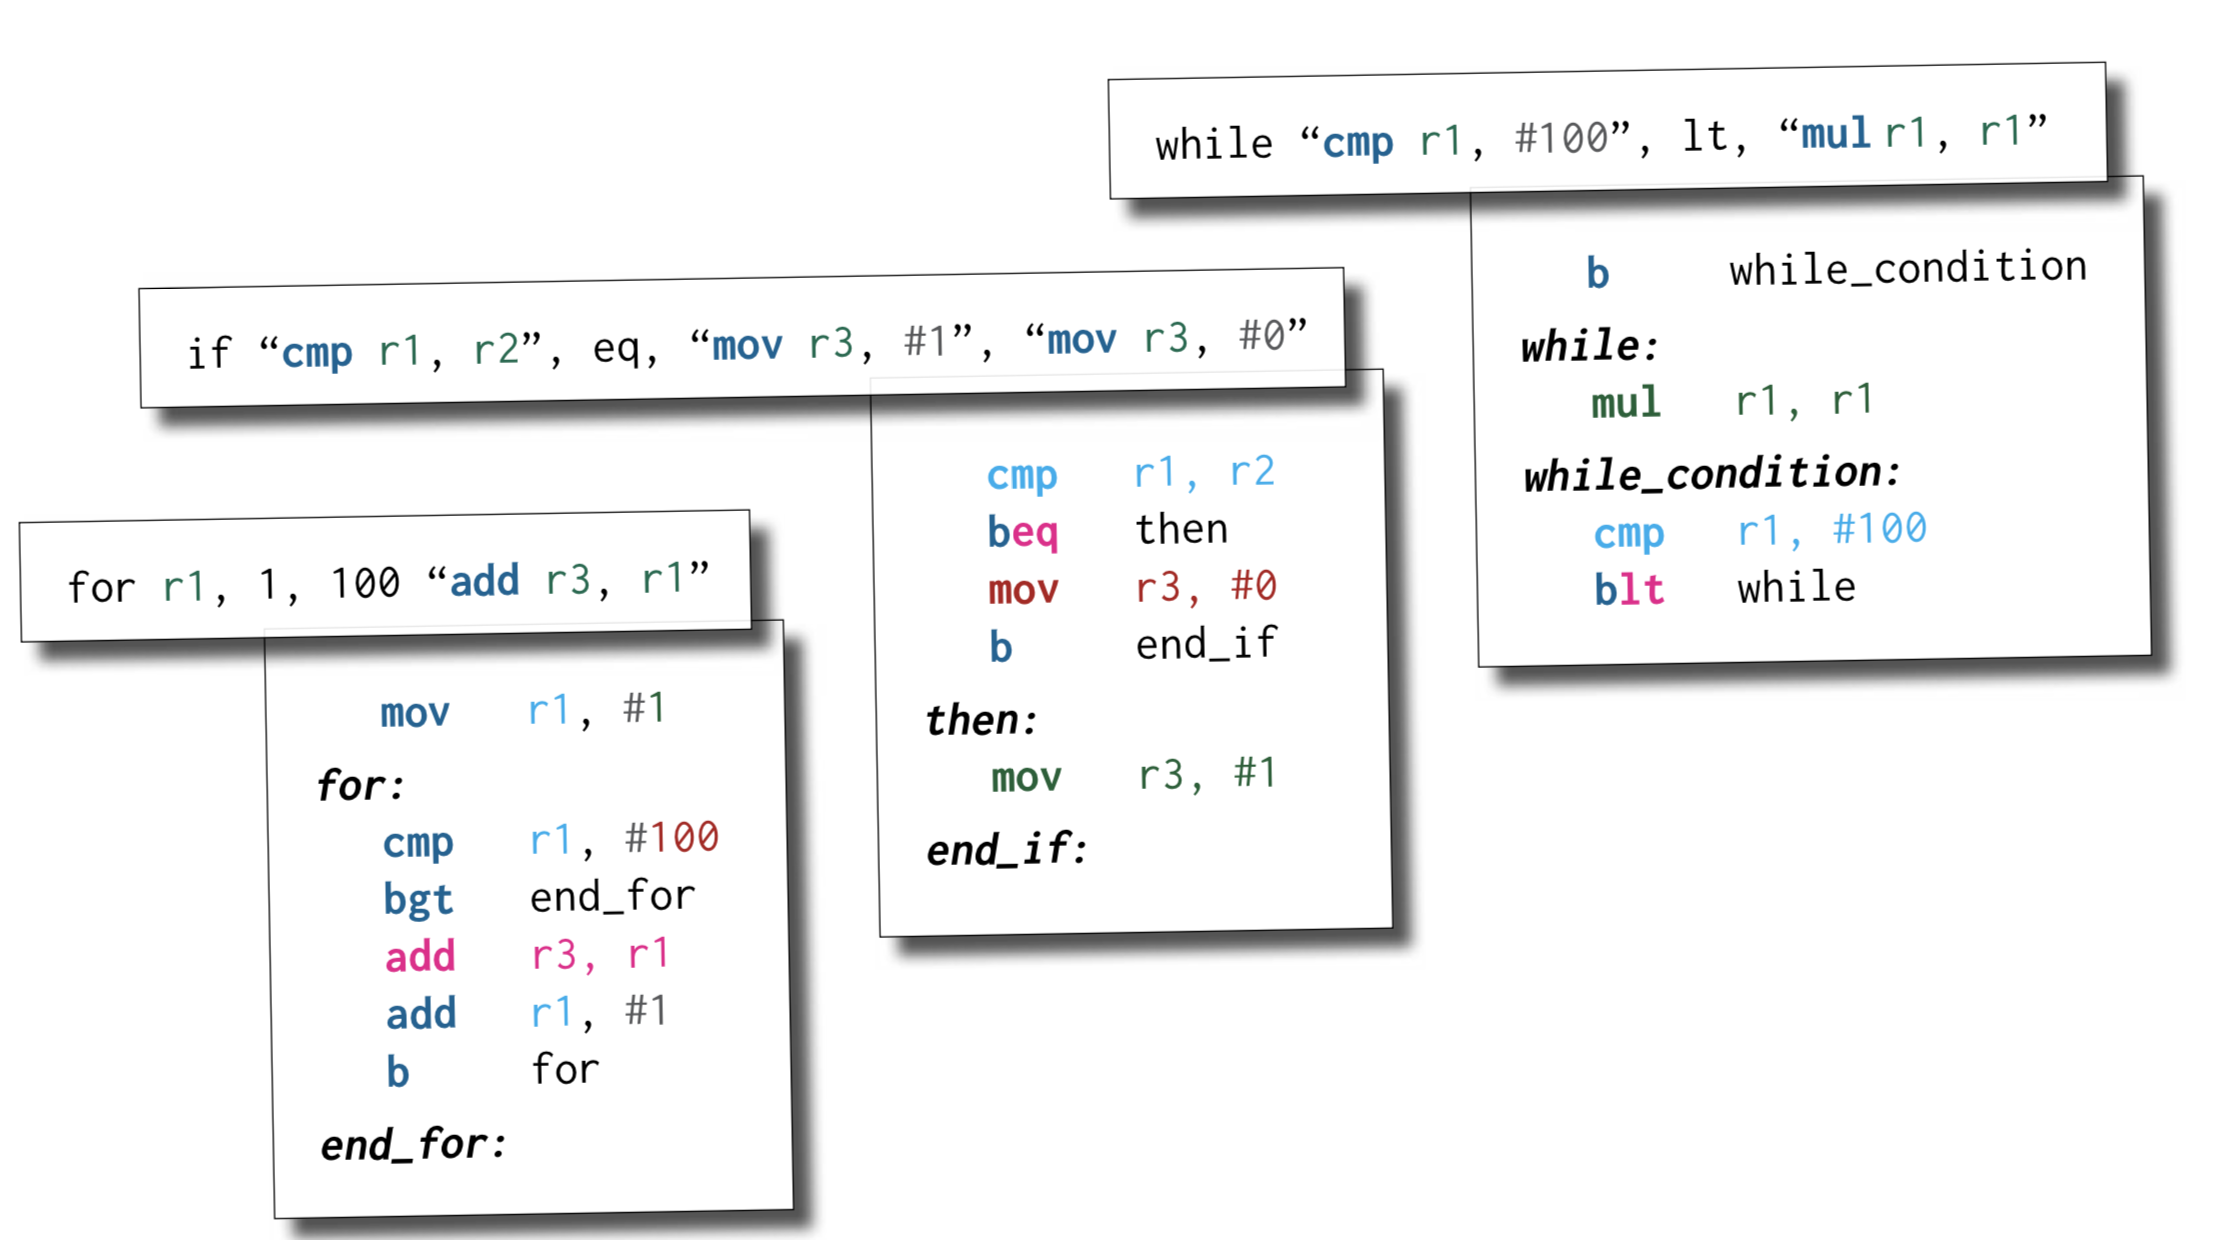 for r1, 1, 100 “add r3, r1”
mov r1, #1
for:
cmp r1, #100
bgt end_for
add r3, r1
add r1, #1
b for
end_for:
if “cmp r1, r2”, eq, “mov r3, #1”, “mov r3, #0”
cmp r1, r2
beq then
mov r3, #0
b end_if
then:
mov r3, #1
end_if:
while “cmp r1, #100”, lt, “mul r1, r1”
b while_condition
while:
mul r1, r1
while_condition:
cmp r1, #100
blt while